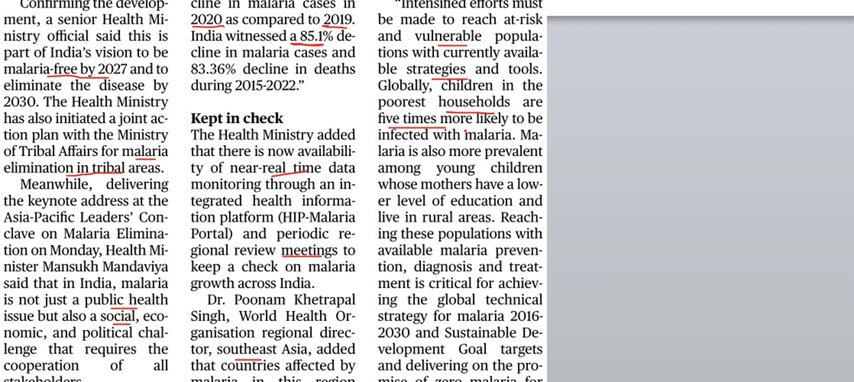 Confirming the develop-
ment, a senior Health Mi-
nistry official said this is
part of India's vision to be
malaria-free by 2027 and to
eliminate the disease by
2030. The Health Ministry
has also initiated a joint ac-
tion plan with the Ministry
of Tribal Affairs for malaria
elimination in tribal areas.
Meanwhile, delivering
the keynote address at the
Asia-Pacific Leaders' Con-
clave on Malaria Elimina-
tion on Monday, Health Mi-
nister Mansukh Mandaviya
said that in India, malaria
is not just a public health
issue but also a social, eco-
nomic, and political chal-
lenge that requires the
cooperation of all
stakeholders.
cline in malaria cases in
2020 as compared to 2019.
India witnessed a 85.1% de-
cline in malaria cases and
83.36% decline in deaths
during 2015-2022."
Kept in check
The Health Ministry added
that there is now availabili-
ty of near-real time data
monitoring through an in-
tegrated health informa-
tion platform (HIP-Malaria
Portal) and periodic re-
gional review meetings to
keep a check on malaria
growth across India.
Dr. Poonam Khetrapal
Singh, World Health Or-
ganisation regional direc-
tor, southeast Asia, added
that countries affected by
malaria in this region
"Intensified efforts must
be made to reach at-risk
and vulnerable popula-
tions with currently availa-
ble strategies and tools.
Globally, children in the
poorest households are
five times more likely to be
infected with malaria. Ma-
laria is also more prevalent
among young children
whose mothers have a low-
er level of education and
live in rural areas. Reach-
ing these populations with
available malaria preven-
tion, diagnosis and treat-
ment is critical for achiev-
ing the global technical
strategy for malaria 2016-
2030 and Sustainable De-
velopment Goal targets
and delivering on the pro-
mise of zero malaria for